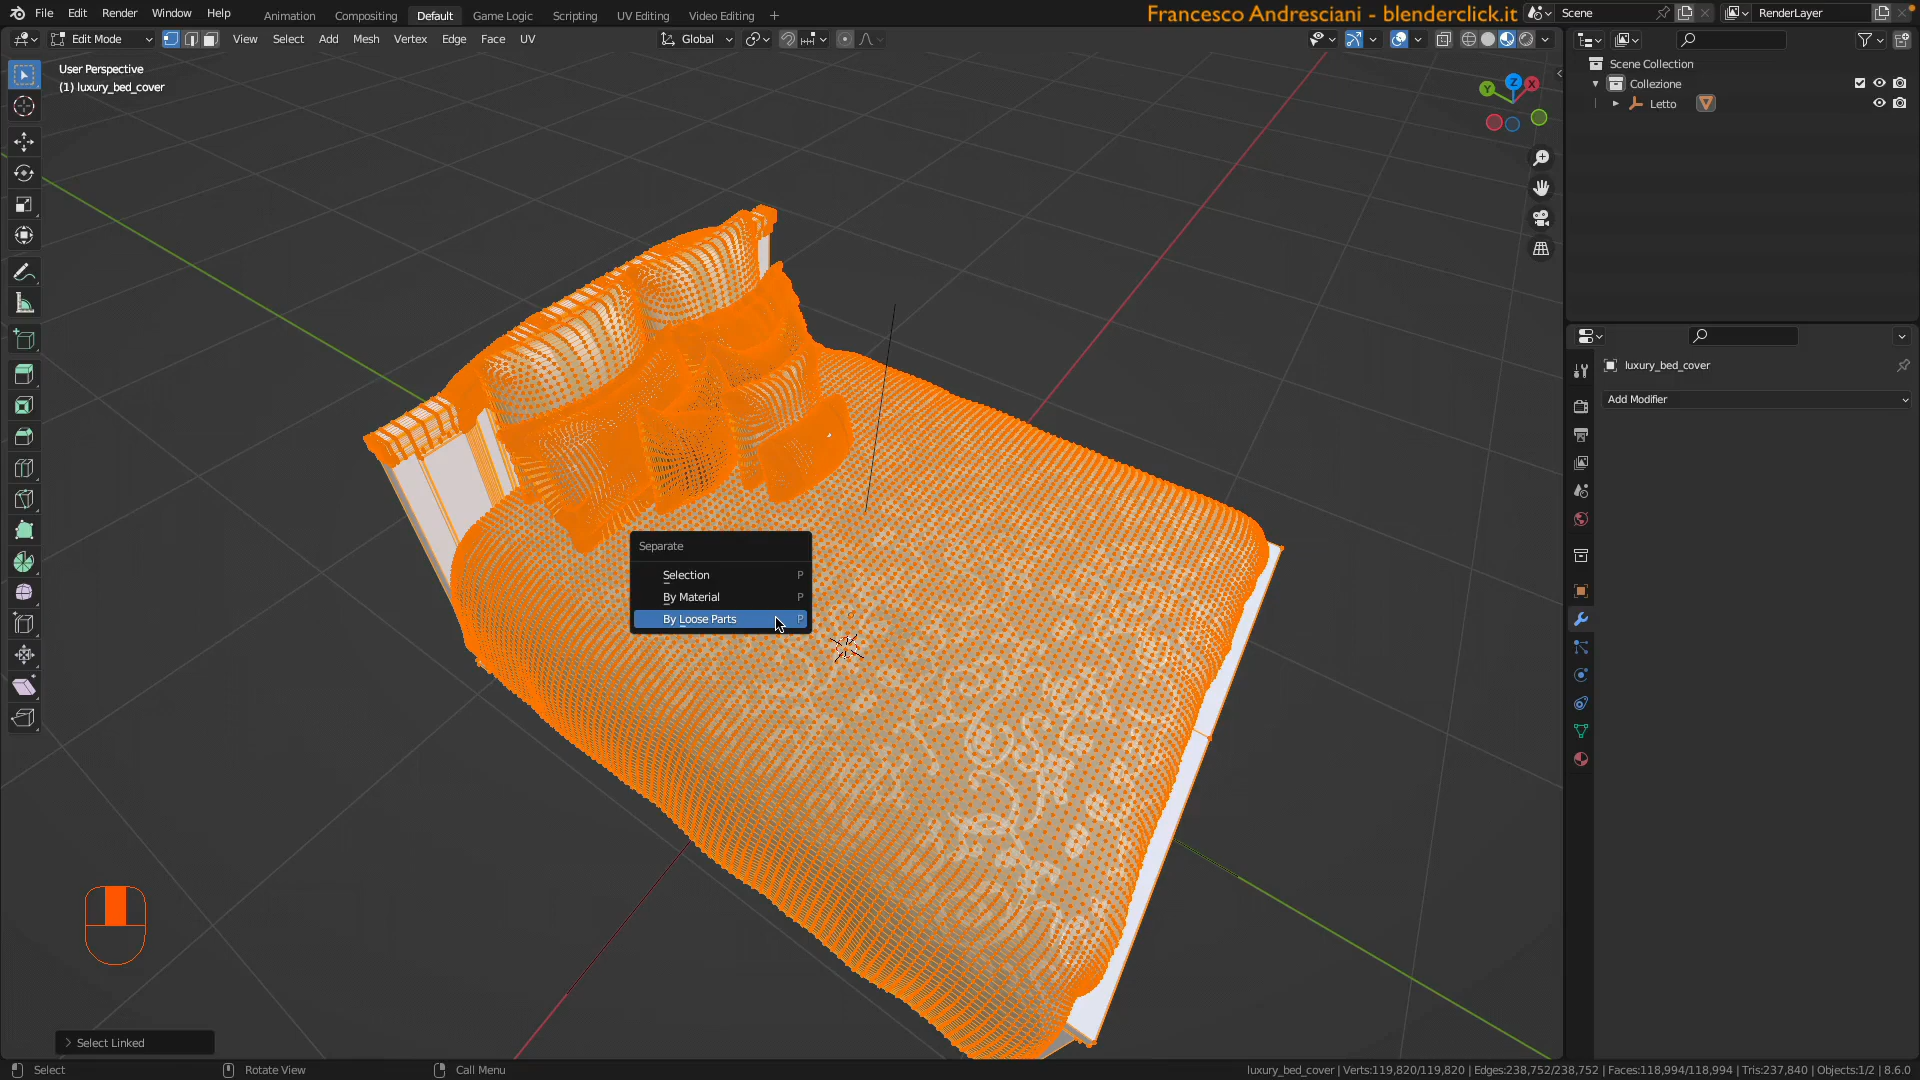 File Edit Render Window Help
Animation Compositing Default Game Logic Scripting UV Editing Video Editing +
Francesco Andresciani - blenderclick.it
Scene
RenderLayer
Edit Mode
View Select Add Mesh Vertex Edge Face UV
Global
User Perspective
(1) luxury_bed_cover
Y Z X
Scene Collection
Collezione
Letto
luxury_bed_cover
Add Modifier
Separate
Selection P
By Material P
By Loose Parts P
Select Linked
Select
Rotate View
Call Menu
luxury_bed_cover | Verts:119,820/119,820 | Edges:238,752/238,752 | Faces:118,994/118,994 | Tris:237,840 | Objects:1/2 | 8.6.0